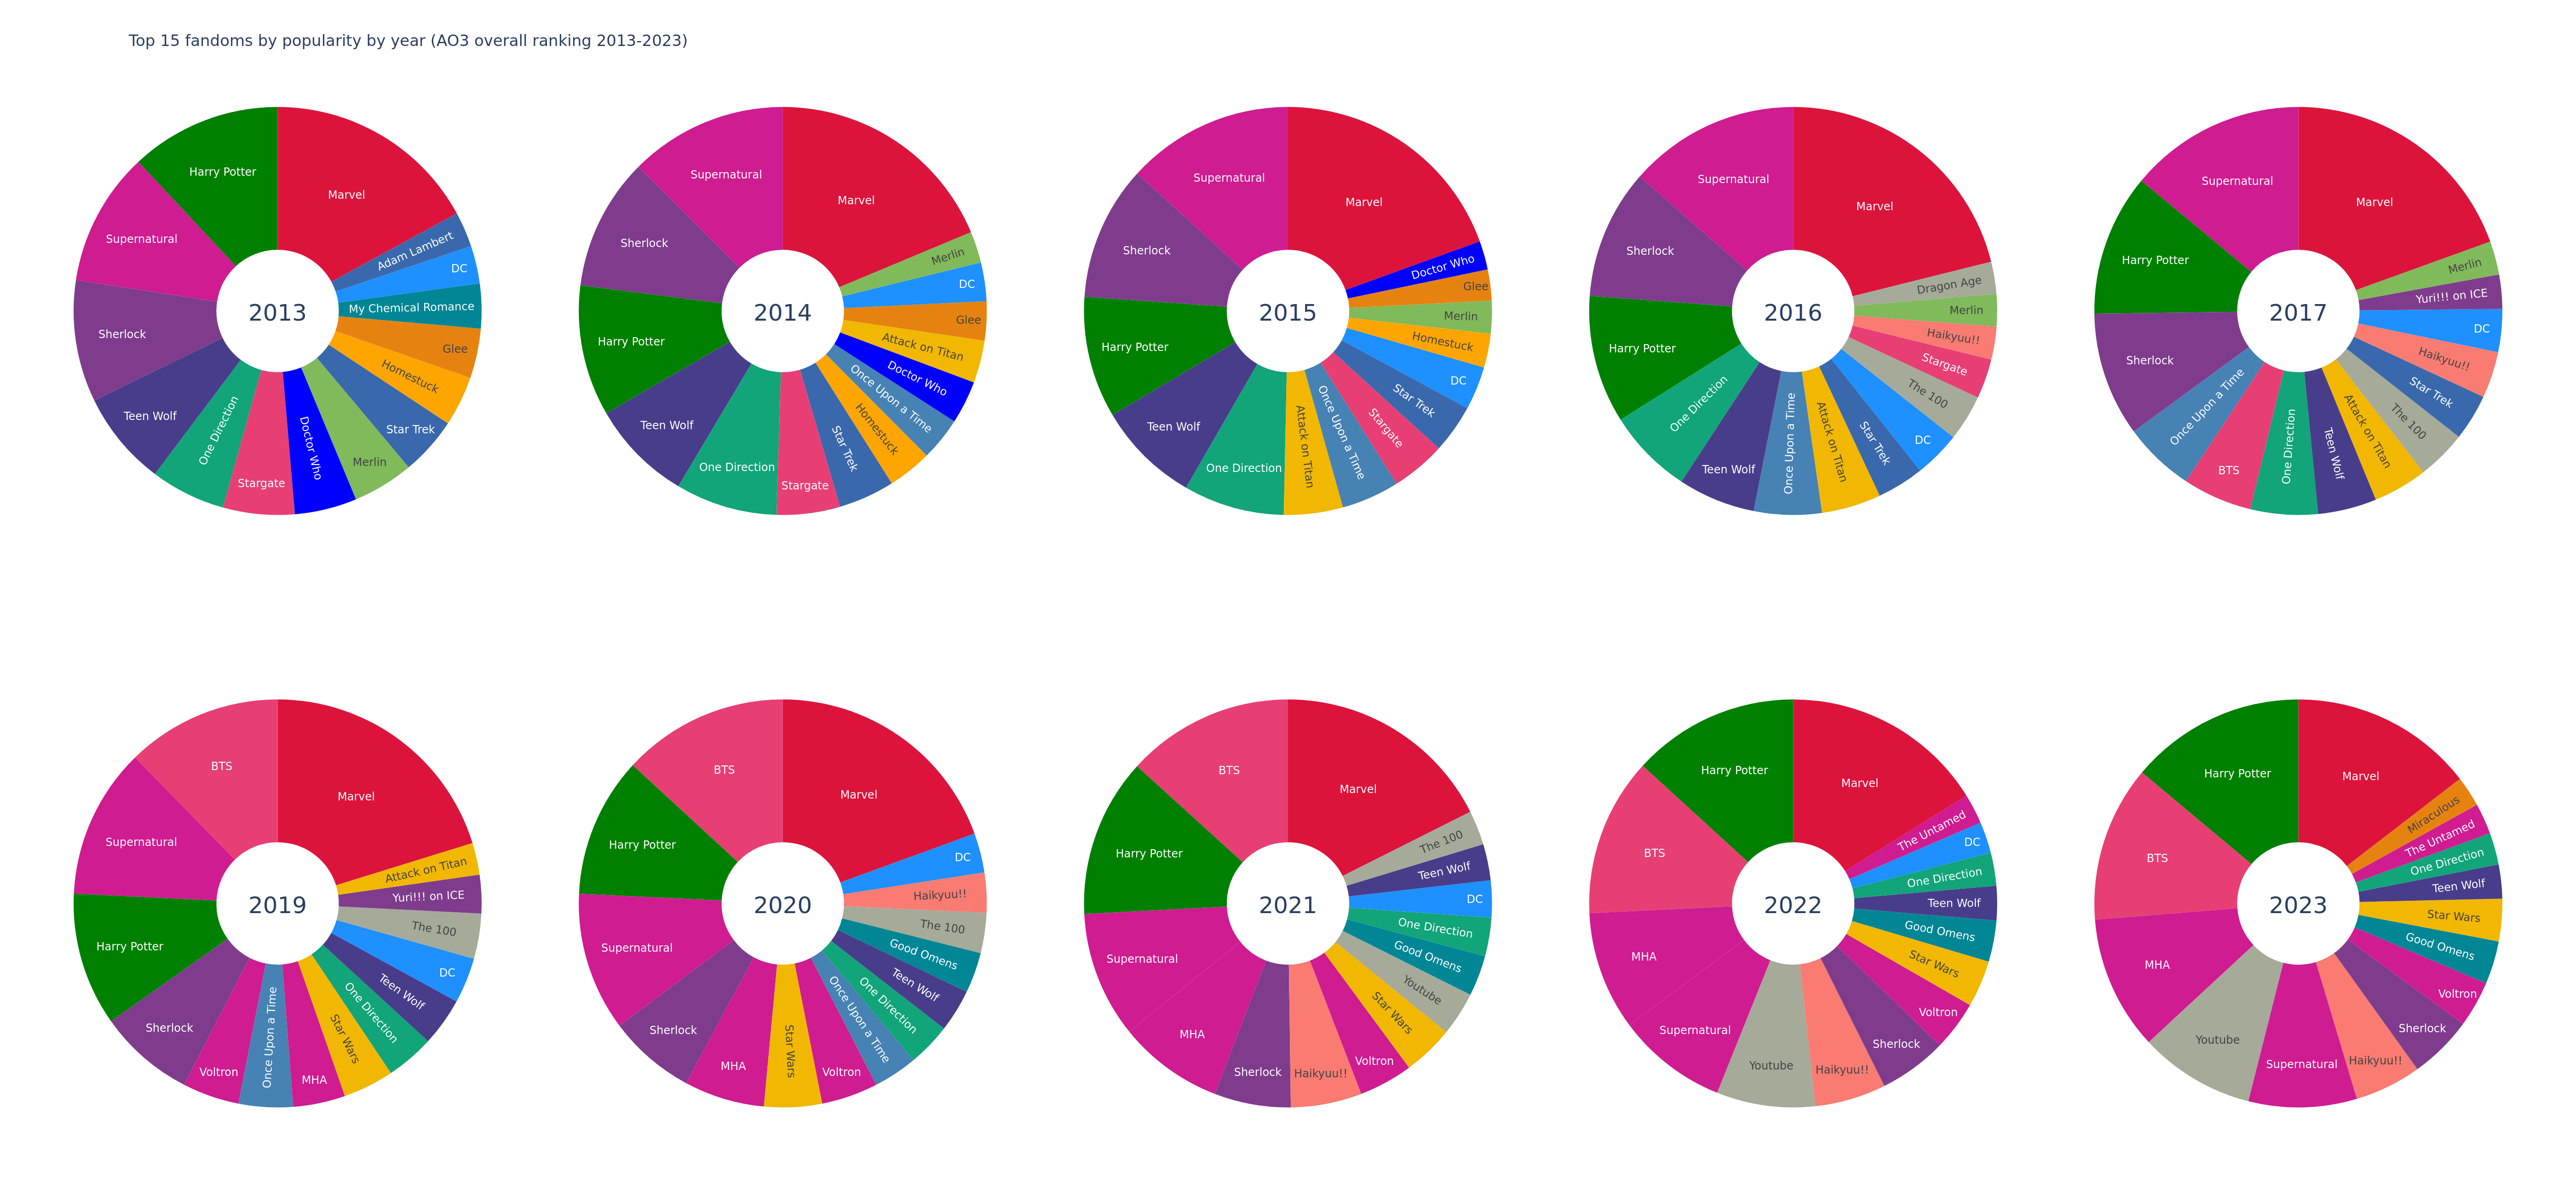 Top 15 fandoms by popularity by year (AO3 overall ranking 2013-2023)
2013
Marvel
Harry Potter
Supernatural
Sherlock
Teen Wolf
One Direction
Stargate
Doctor Who
Merlin
Star Trek
Homestuck
Glee
My Chemical Romance
DC
Adam Lambert
2014
Marvel
Supernatural
Sherlock
Harry Potter
Teen Wolf
One Direction
Stargate
Star Trek
Homestuck
Once Upon a Time
Doctor Who
Attack on Titan
Glee
DC
Merlin
2015
Marvel
Supernatural
Sherlock
Harry Potter
Teen Wolf
One Direction
Attack on Titan
Once Upon a Time
Stargate
Star Trek
DC
Homestuck
Merlin
Glee
Doctor Who
2016
Marvel
Supernatural
Sherlock
Harry Potter
One Direction
Teen Wolf
Once Upon a Time
Attack on Titan
Star Trek
DC
The 100
Stargate
Haikyuu!!
Merlin
Dragon Age
2017
Marvel
Supernatural
Harry Potter
Sherlock
Once Upon a Time
BTS
One Direction
Teen Wolf
Attack on Titan
The 100
Star Trek
Haikyuu!!
DC
Yuri!!! on ICE
Merlin
2019
Marvel
BTS
Supernatural
Harry Potter
Sherlock
Voltron
Once Upon a Time
MHA
Star Wars
One Direction
Teen Wolf
DC
The 100
Yuri!!! on ICE
Attack on Titan
2020
Marvel
BTS
Harry Potter
Supernatural
Sherlock
MHA
Star Wars
Voltron
Once Upon a Time
One Direction
Teen Wolf
Good Omens
The 100
Haikyuu!!
DC
2021
Marvel
BTS
Harry Potter
Supernatural
MHA
Sherlock
Haikyuu!!
Voltron
Star Wars
Youtube
Good Omens
One Direction
DC
Teen Wolf
The 100
2022
Marvel
Harry Potter
BTS
MHA
Supernatural
Youtube
Haikyuu!!
Sherlock
Voltron
Star Wars
Good Omens
Teen Wolf
One Direction
DC
The Untamed
2023
Marvel
Harry Potter
BTS
MHA
Youtube
Supernatural
Haikyuu!!
Sherlock
Voltron
Good Omens
Star Wars
Teen Wolf
One Direction
The Untamed
Miraculous